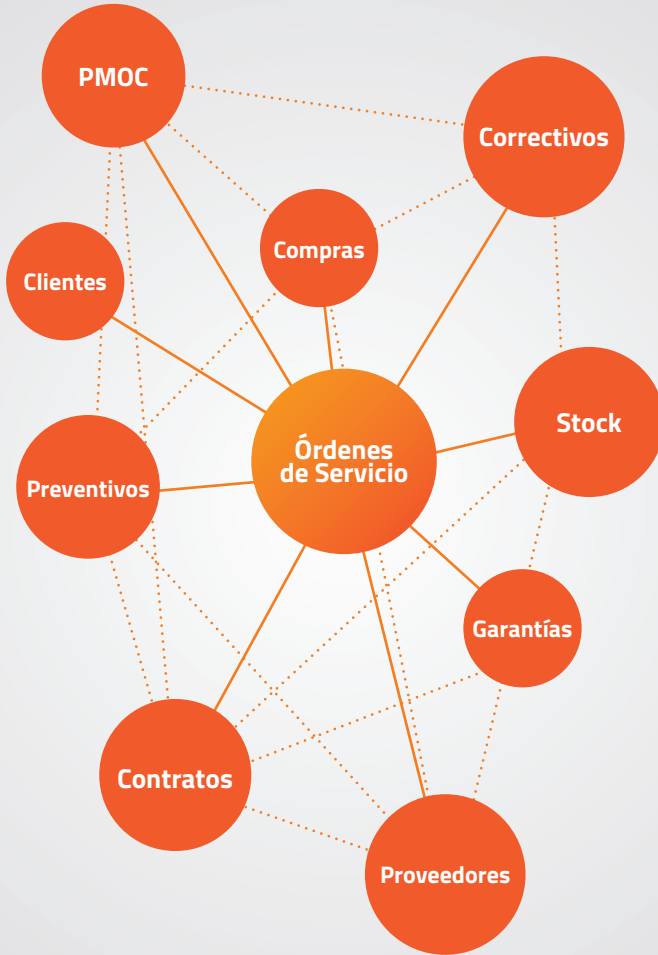 PMOC
Correctivos
Compras
Clientes
Stock
Órdenes
de Servicio
Preventivos
Garantías
Contratos
Proveedores